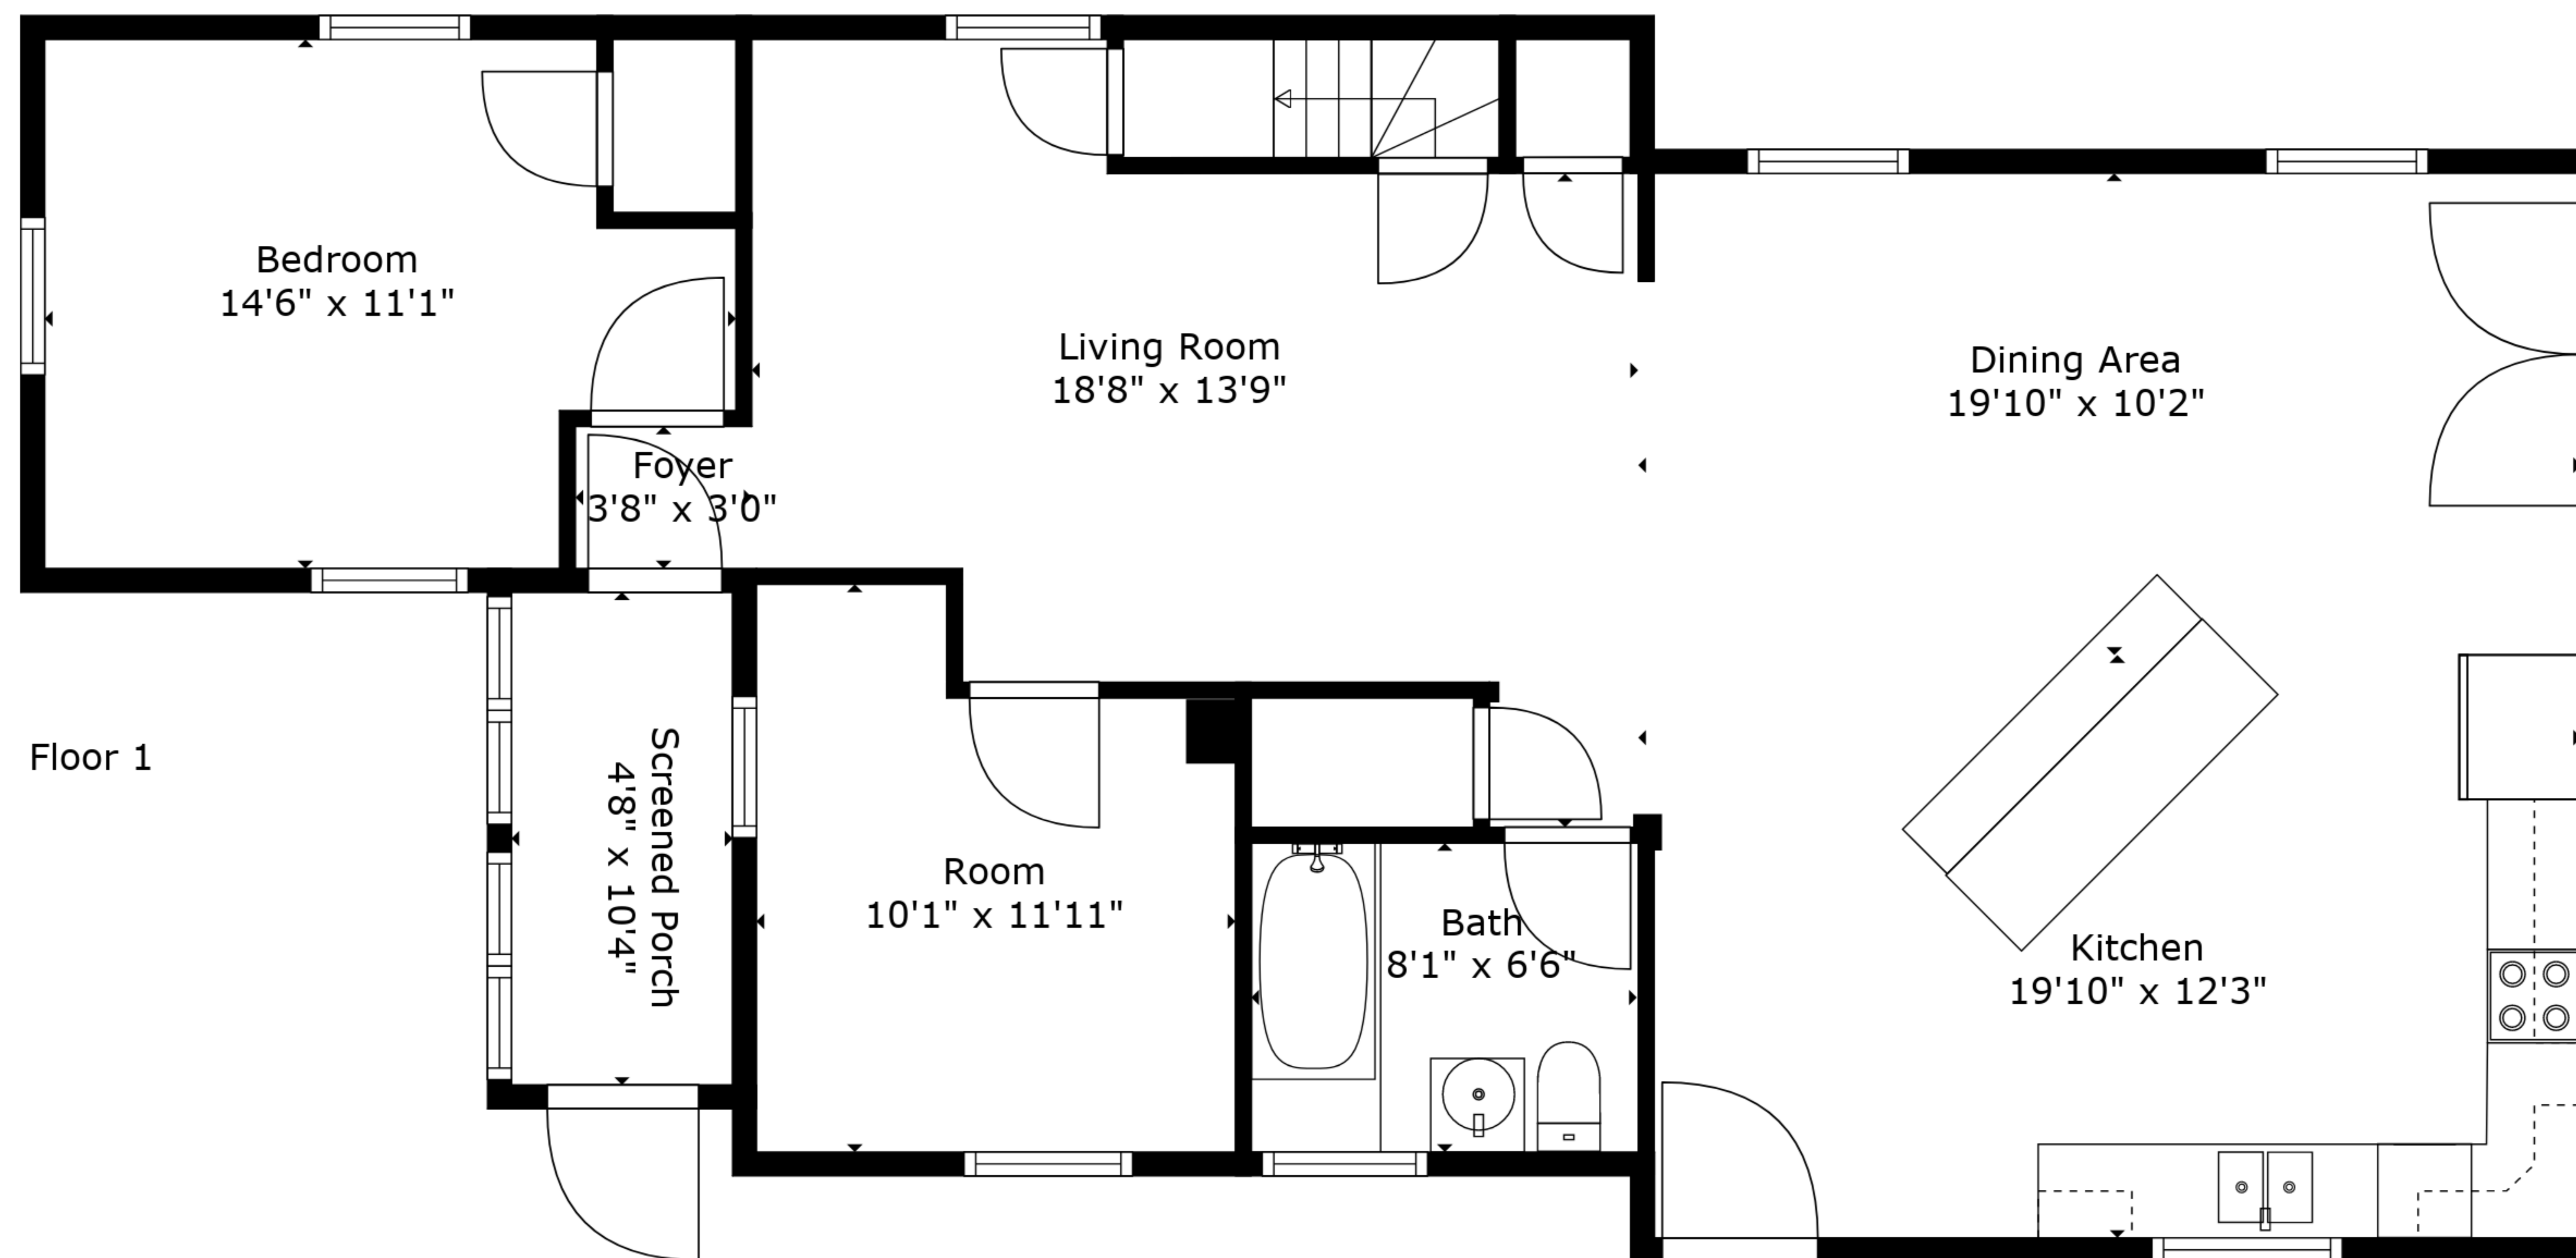 Bedroom
14'6" x 11'1"
Living Room
18'8" x 13'9"
Dining Area
19'10" x 10'2"
Foyer
3'8" x 3'0"
Floor 1
Screened Porch
4'8" x 10'4"
Room
10'1" x 11'11"
Bath
8'1" x 6'6"
Kitchen
19'10" x 12'3"